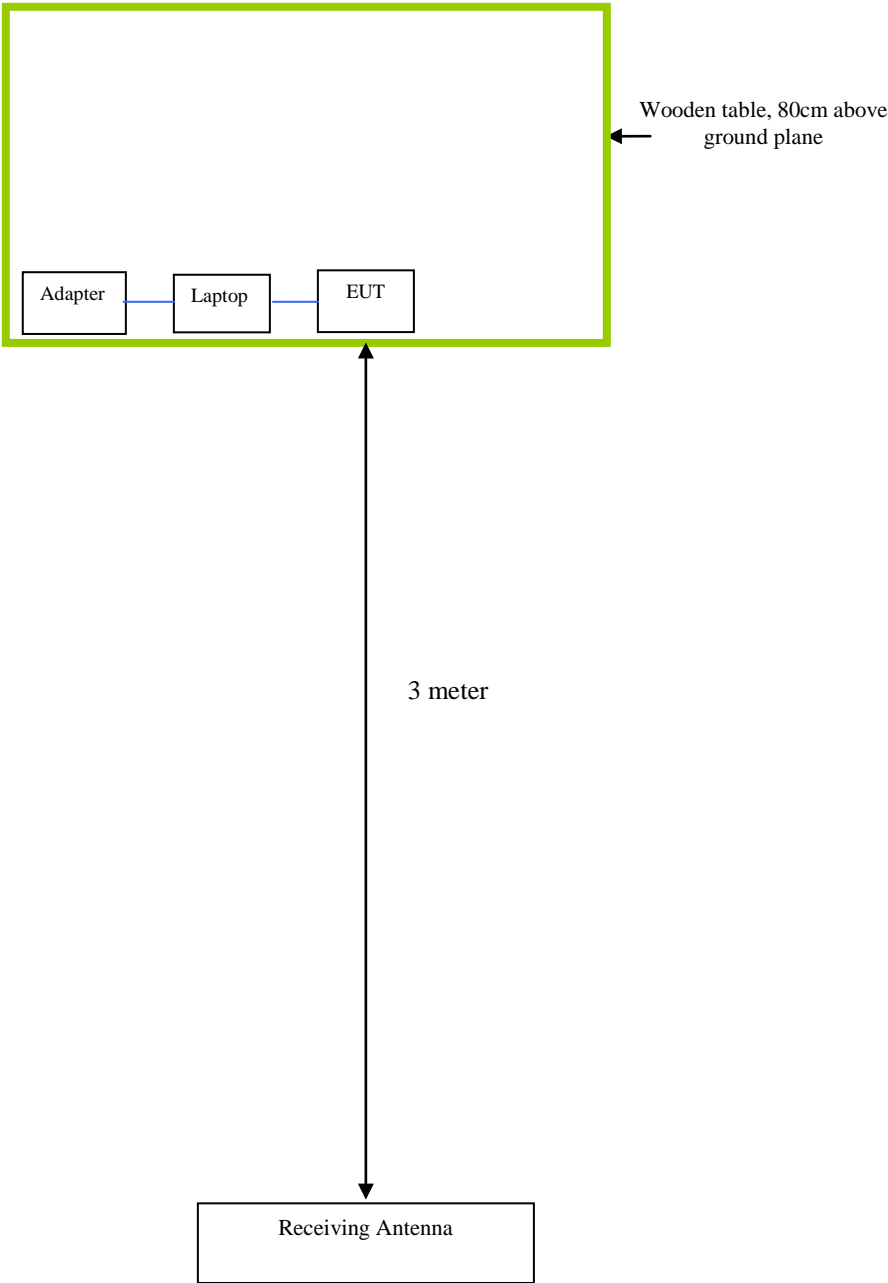 Wooden table, 80cm above
ground plane
Adapter
Laptop
EUT
3 meter
Receiving Antenna